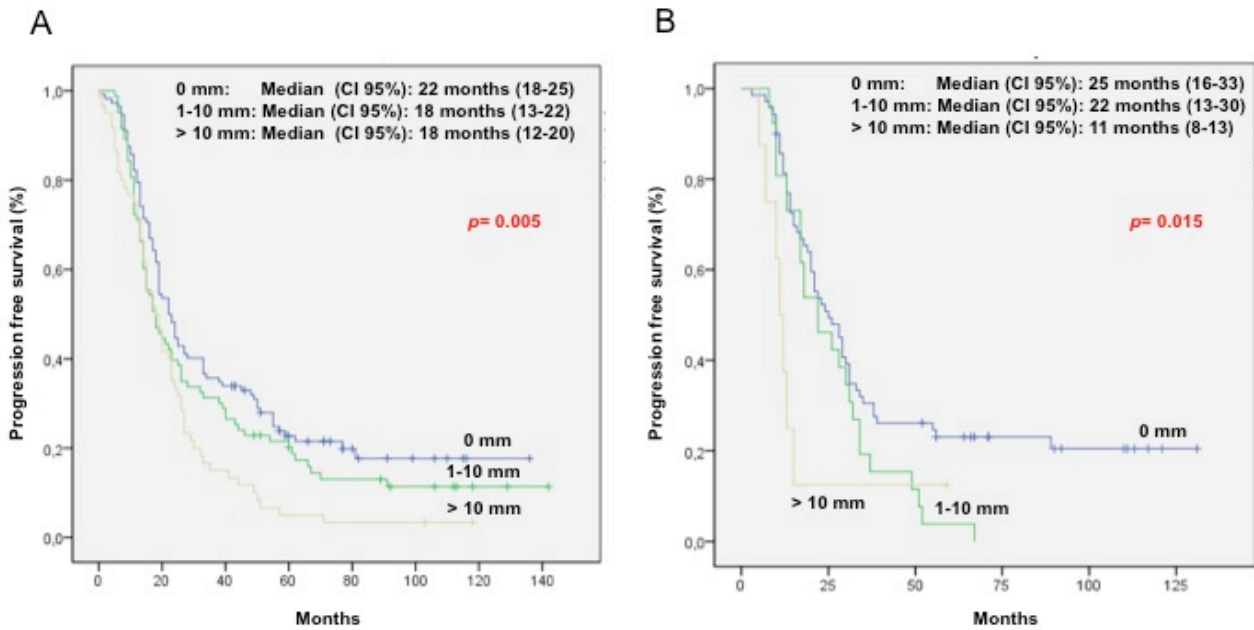 A
0 mm: Median (CI 95%): 22 months (18-25)
1-10 mm: Median (CI 95%): 18 months (13-22)
> 10 mm: Median (CI 95%): 18 months (12-20)
p= 0.005
Progression free survival (%)
1,0
0,8
0,6
0,4
0,2
0,0
0 mm
1-10 mm
> 10 mm
0 20 40 60 80 100 120 140
Months
B
0 mm: Median (CI 95%): 25 months (16-33)
1-10 mm: Median (CI 95%): 22 months (13-30)
> 10 mm: Median (CI 95%): 11 months (8-13)
p= 0.015
Progression free survival (%)
1,0
0,8
0,6
0,4
0,2
0,0
0 mm
> 10 mm
1-10 mm
0 25 50 75 100 125
Months